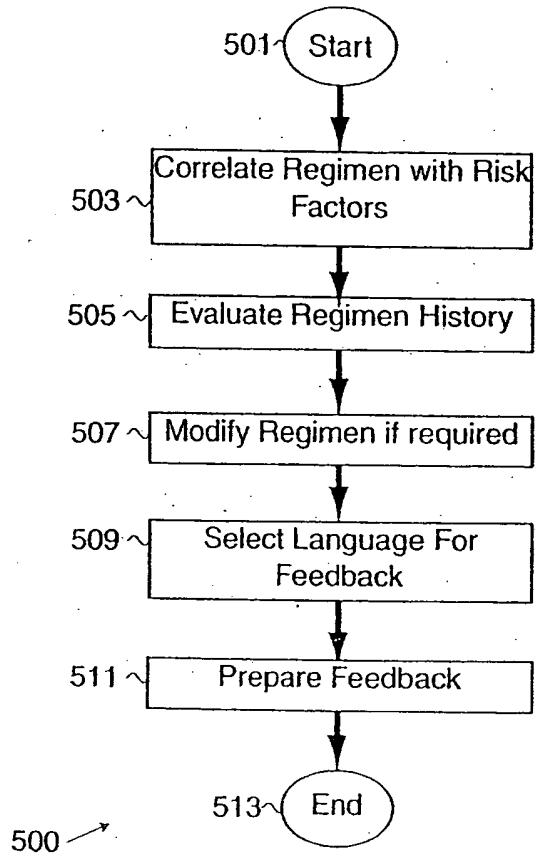 501 Start
503 Correlate Regimen with Risk
Factors
505 Evaluate Regimen History
507 Modify Regimen if required
509 Select Language For
Feedback
511 Prepare Feedback
513 End
500